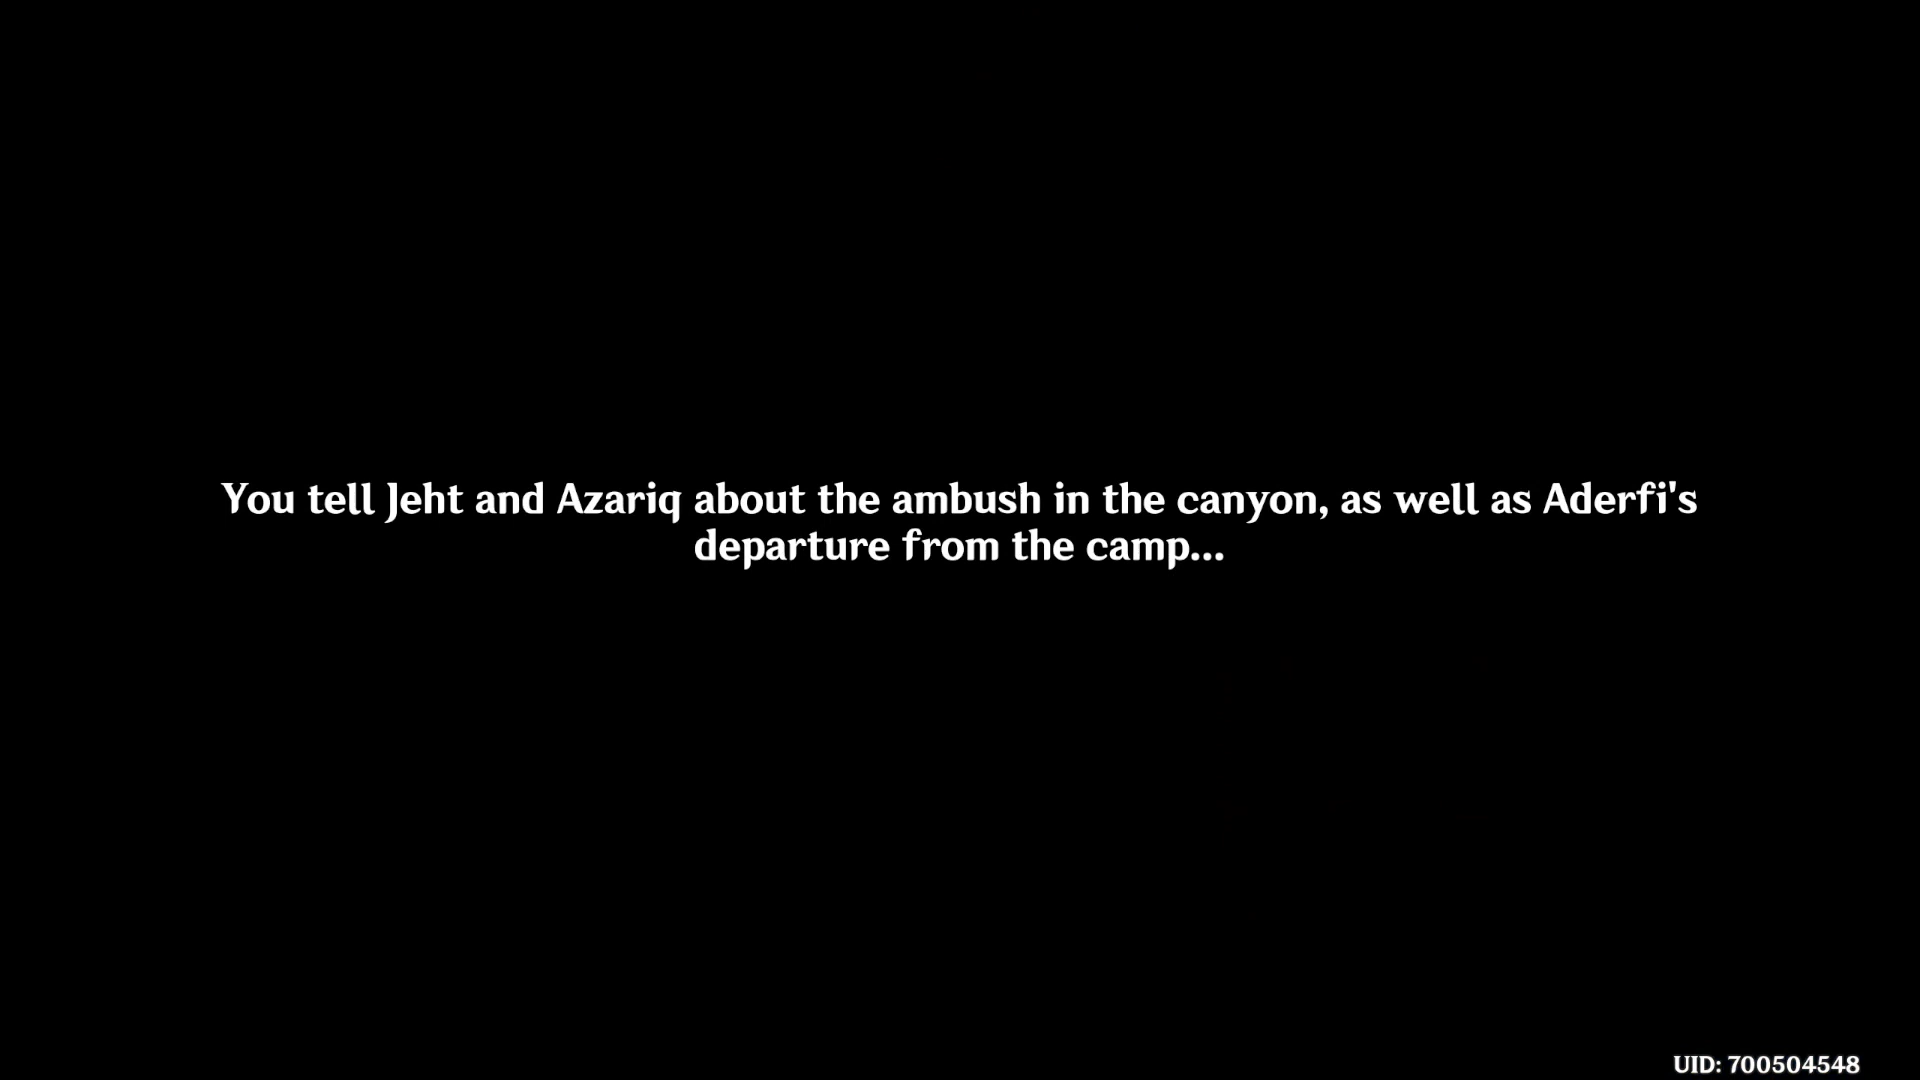 You tell Jeht and Azariq about the ambush in the canyon, as well as Aderfi's
departure from the camp...
UID: 700504548